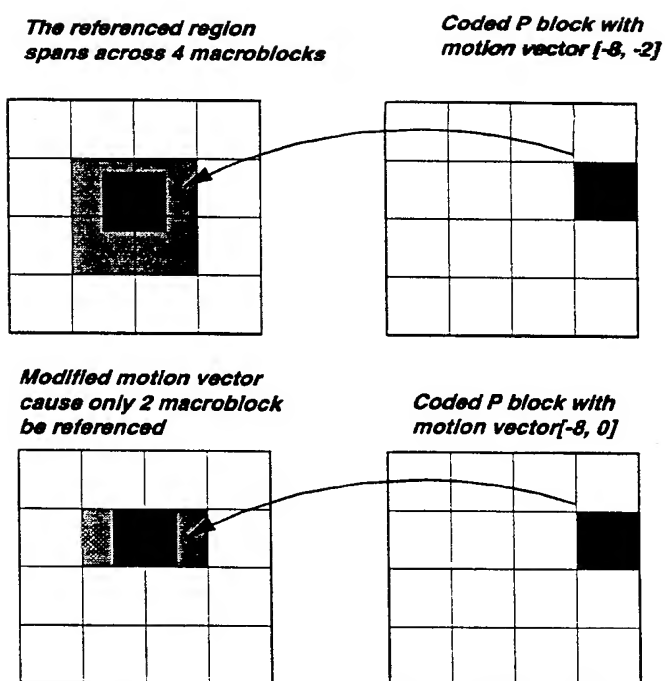 The referenced region
spans across 4 macroblocks
Coded P block with
motion vector [-8, -2]
Modified motion vector
cause only 2 macroblock
be referenced
Coded P block with
motion vector[-8, 0]